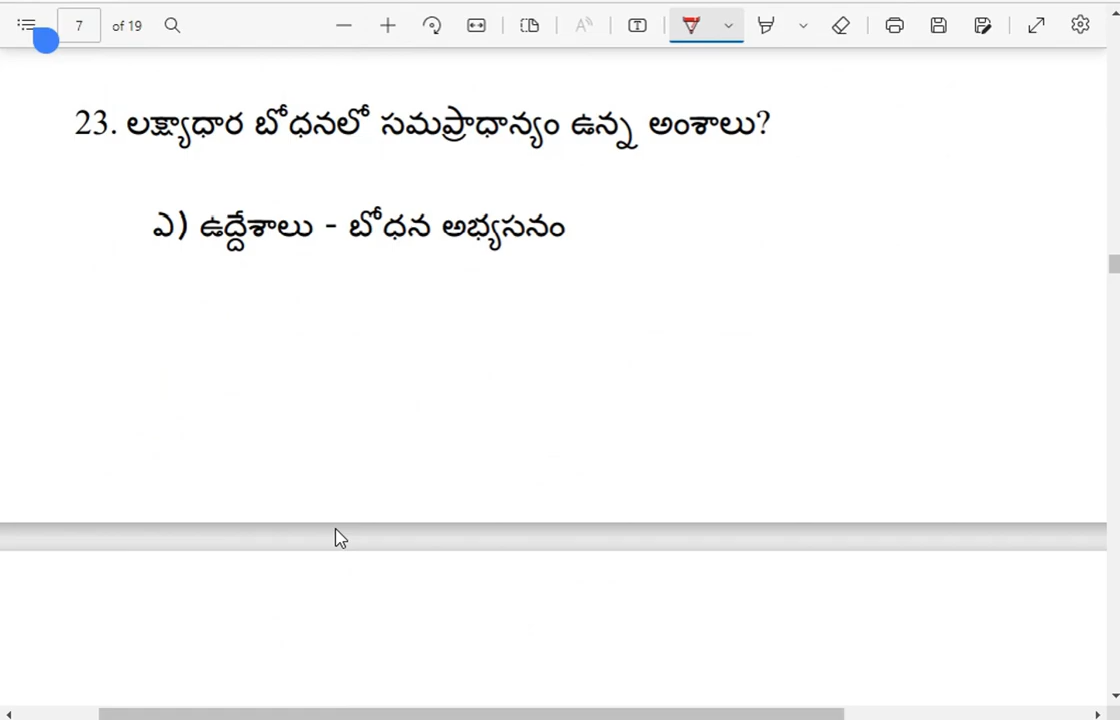 7 of 19
23. లక్ష్యాధార బోధనలో సమప్రాధాన్యం ఉన్న అంశాలు?
ఎ) ఉద్దేశాలు - బోధన అభ్యసనం